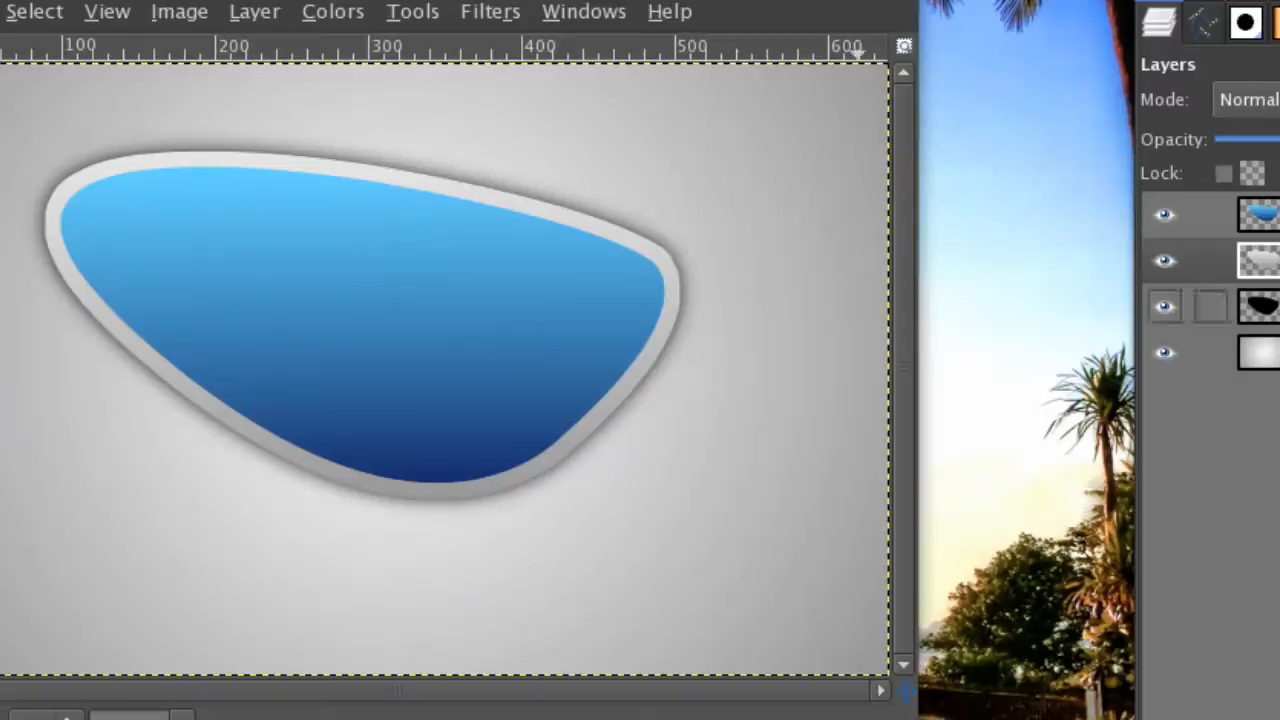 Select View Image Layer Colors Tools Filters Windows Help
100 200 300 400 500 600
Layers
Mode: Normal
Opacity:
Lock: